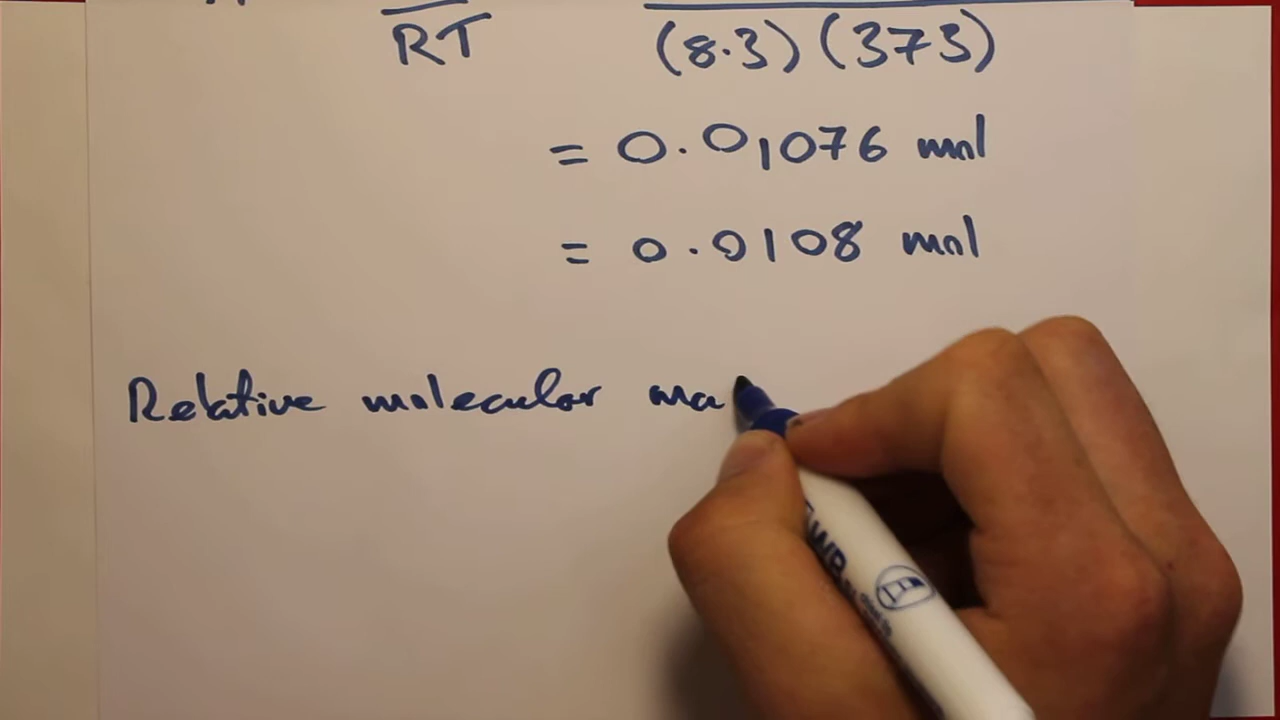 RT (8.3)(373)
= 0.01076 mol
= 0.0108 mol
Relative molecular ma